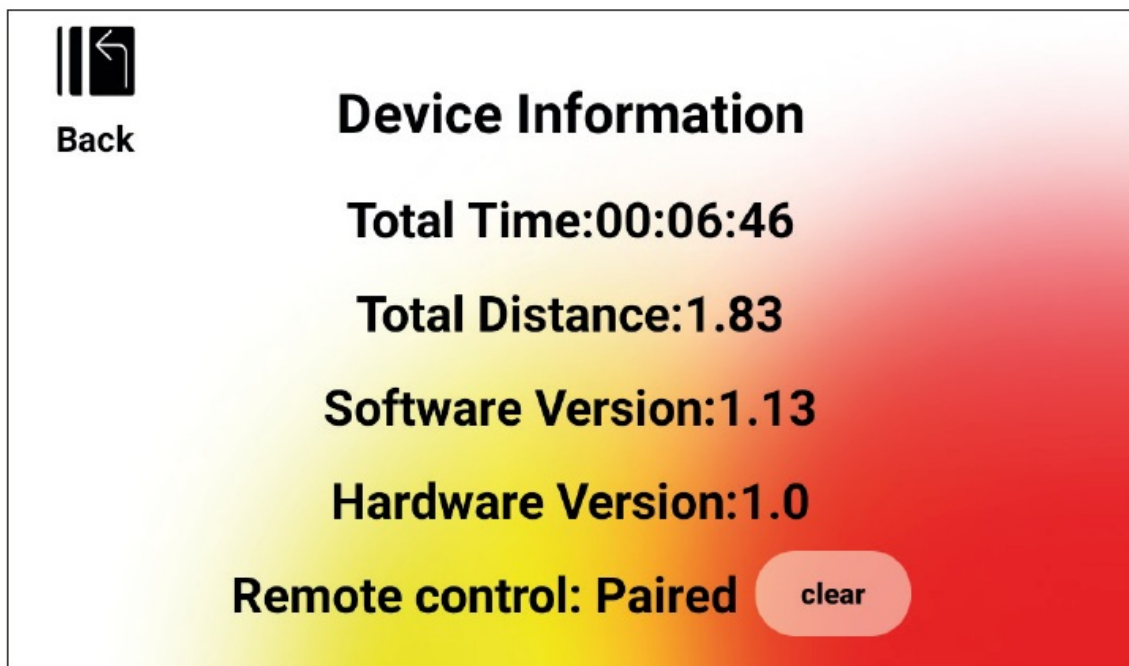 Back
Device Information
Total Time:00:06:46
Total Distance:1.83
Software Version:1.13
Hardware Version:1.0
Remote control: Paired clear